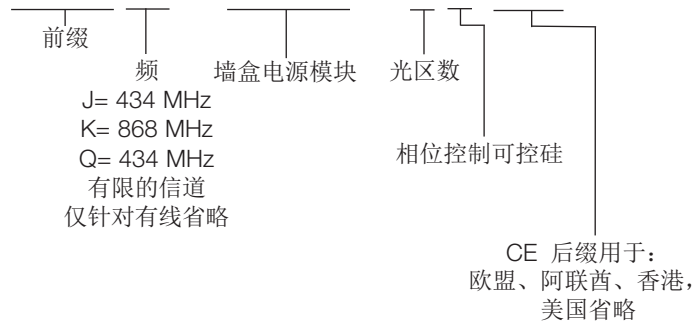 前缀
频
J= 434 MHz
K= 868 MHz
Q= 434 MHz
有限的信道
仅针对有线省略
墙盒电源模块
光区数
相位控制可控硅
CE 后缀用于：
欧盟、阿联酋、香港，
美国省略